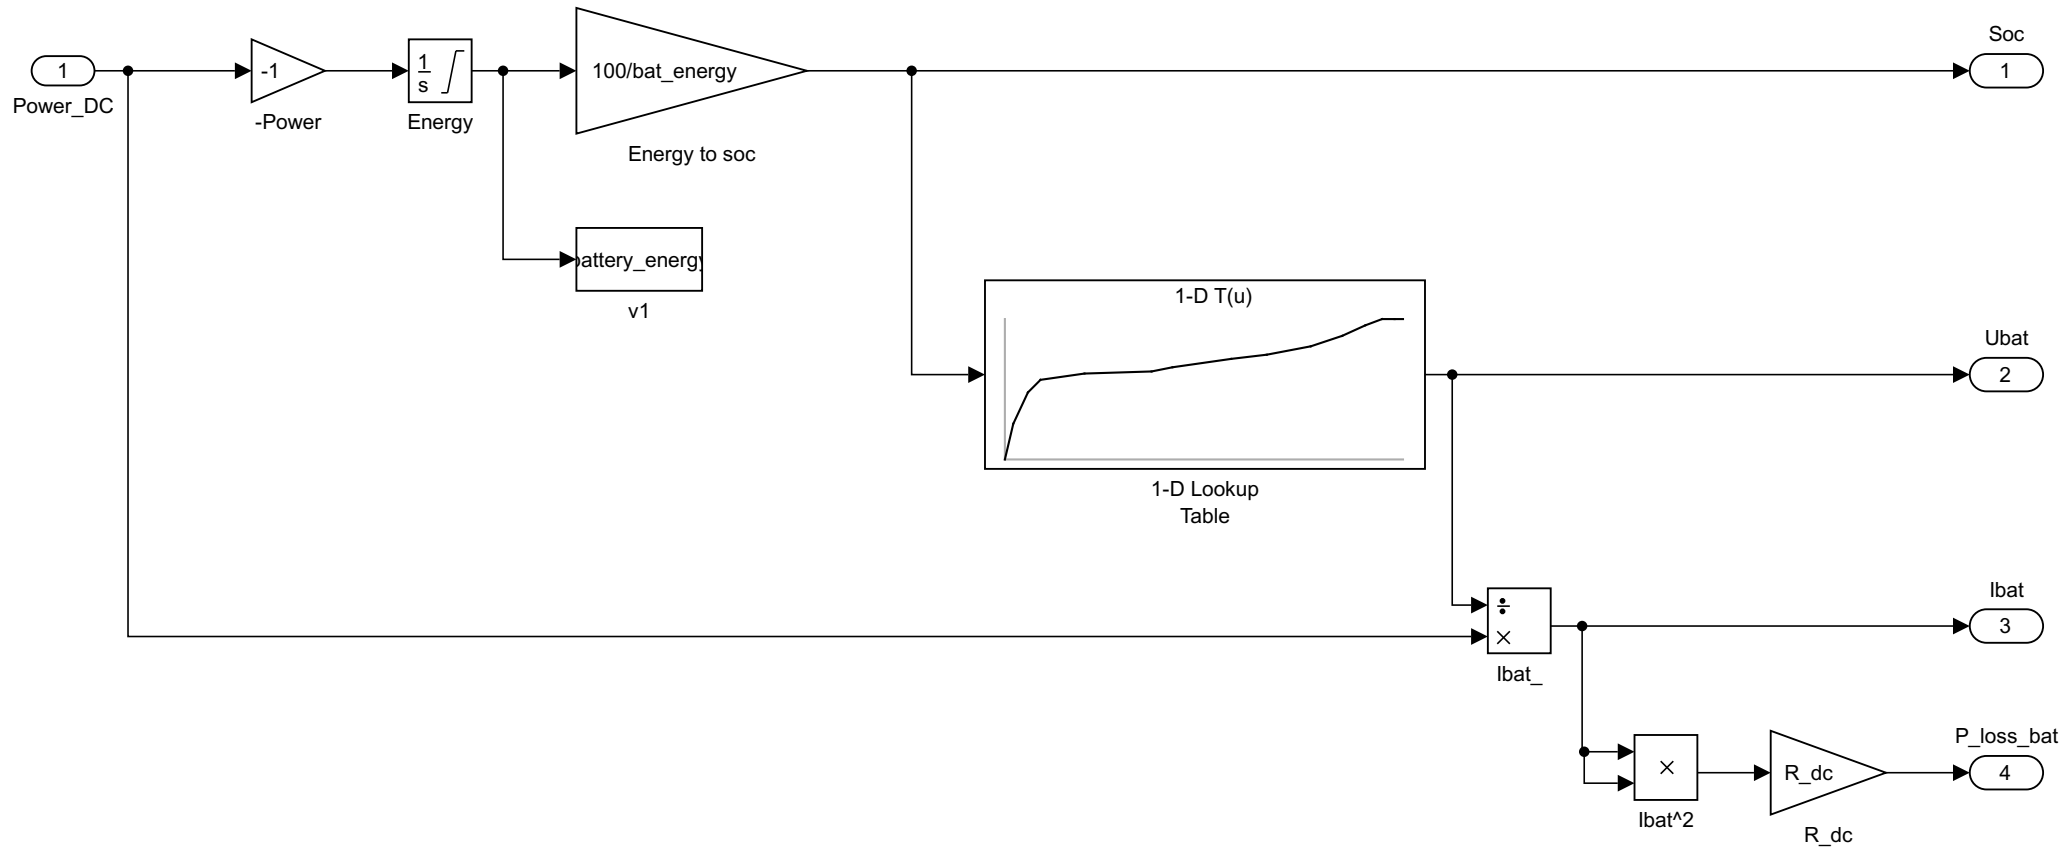 Soc
1
-1
1
s
100/bat_energy
1
Power_DC
-Power
Energy
Energy to soc
battery_energy
v1
1-D T(u)
Ubat
2
1-D Lookup
Table
Ibat
÷
×
3
Ibat_
P_loss_bat
×
R_dc
4
Ibat^2
R_dc